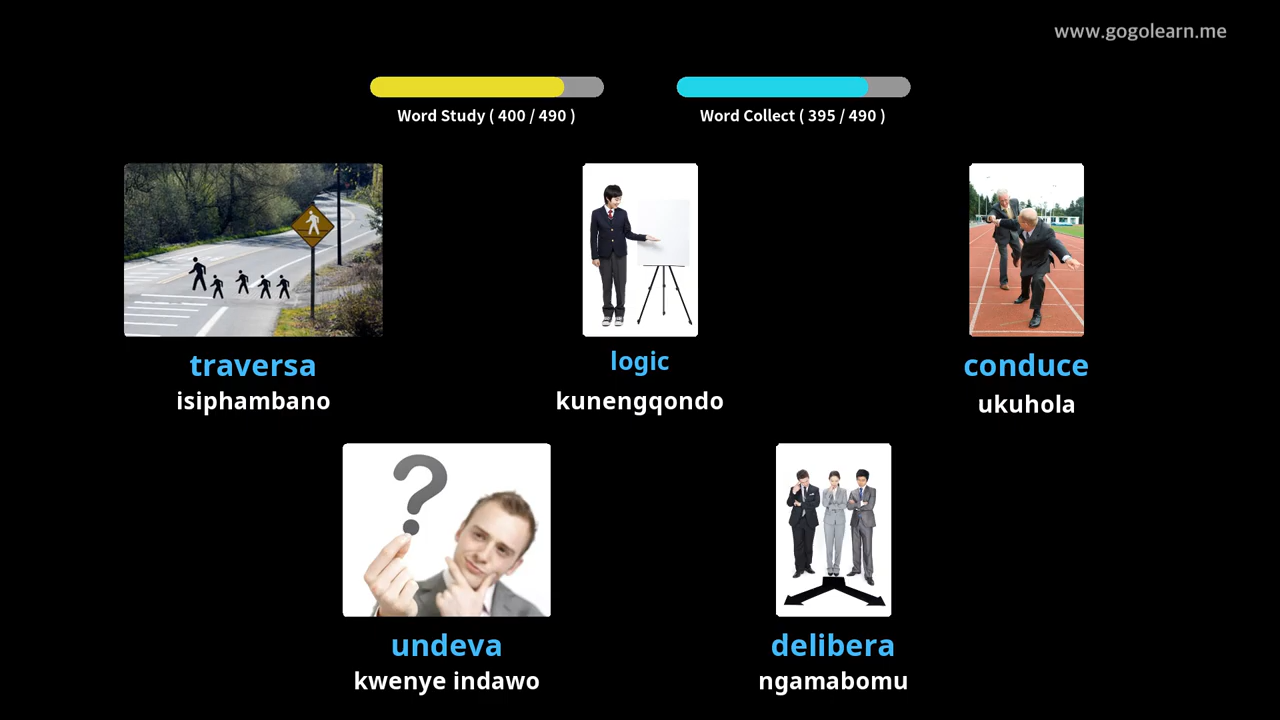 www.gogolearn.me
Word Study ( 400 / 490 )
Word Collect ( 395 / 490 )
traversa
isiphambano
logic
kunengqondo
conduce
ukuhola
undeva
kwenye indawo
delibera
ngamabomu